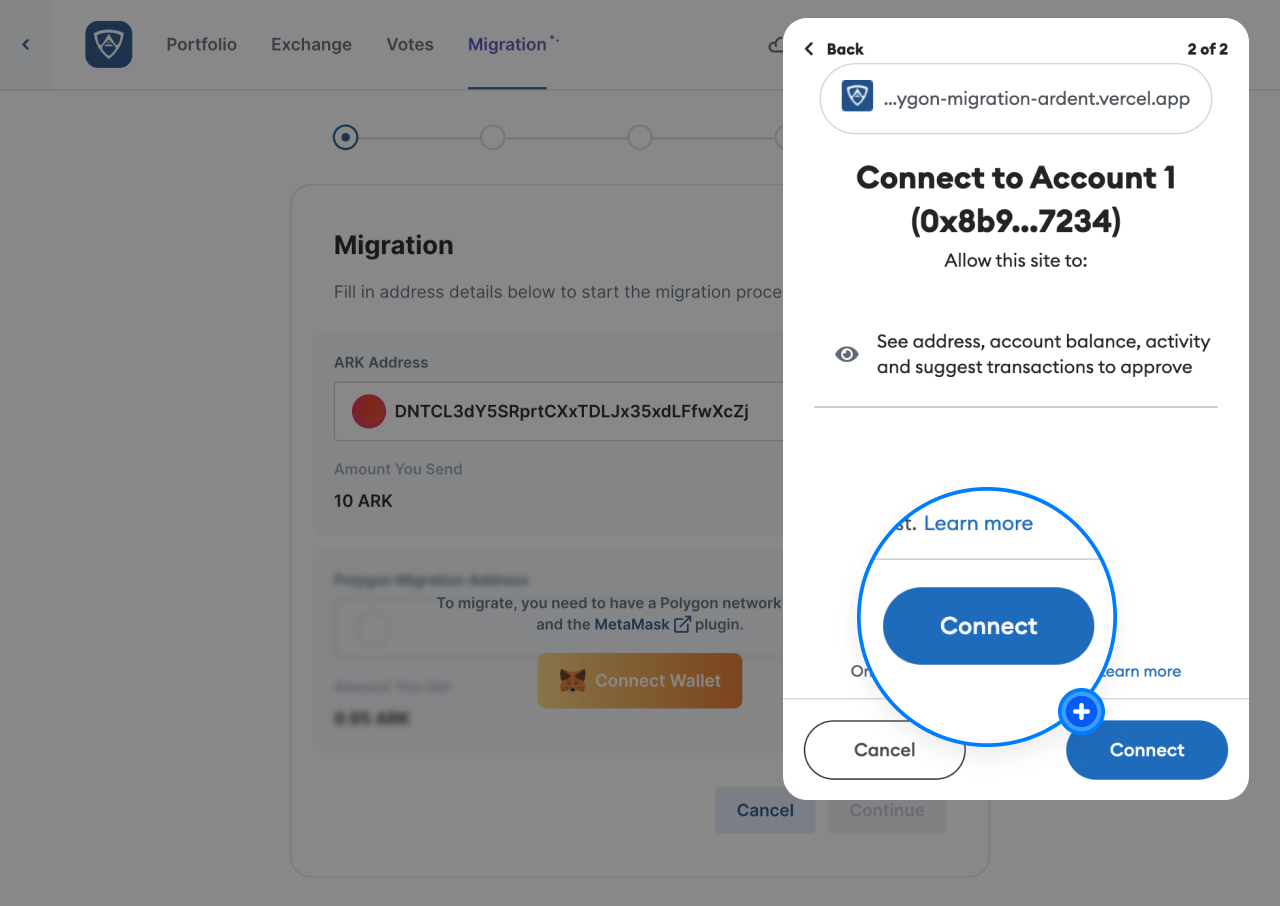 Portfolio
Exchange
Votes
Migration
Migration
Fill in address details below to start the migration proce
ARK Address
DNTCL3dY5SRprtCXxTDLJx35xdLFfwXcZj
Amount You Send
10 ARK
Polygon Migration Address
To migrate, you need to have a Polygon network
and the MetaMask plugin.
Connect Wallet
Amount You Get
9.95 ARK
Cancel
Continue
Back
2 of 2
...ygon-migration-ardent.vercel.app
Connect to Account 1
(0x8b9...7234)
Allow this site to:
See address, account balance, activity
and suggest transactions to approve
st. Learn more
Connect
On
earn more
Cancel
Connect